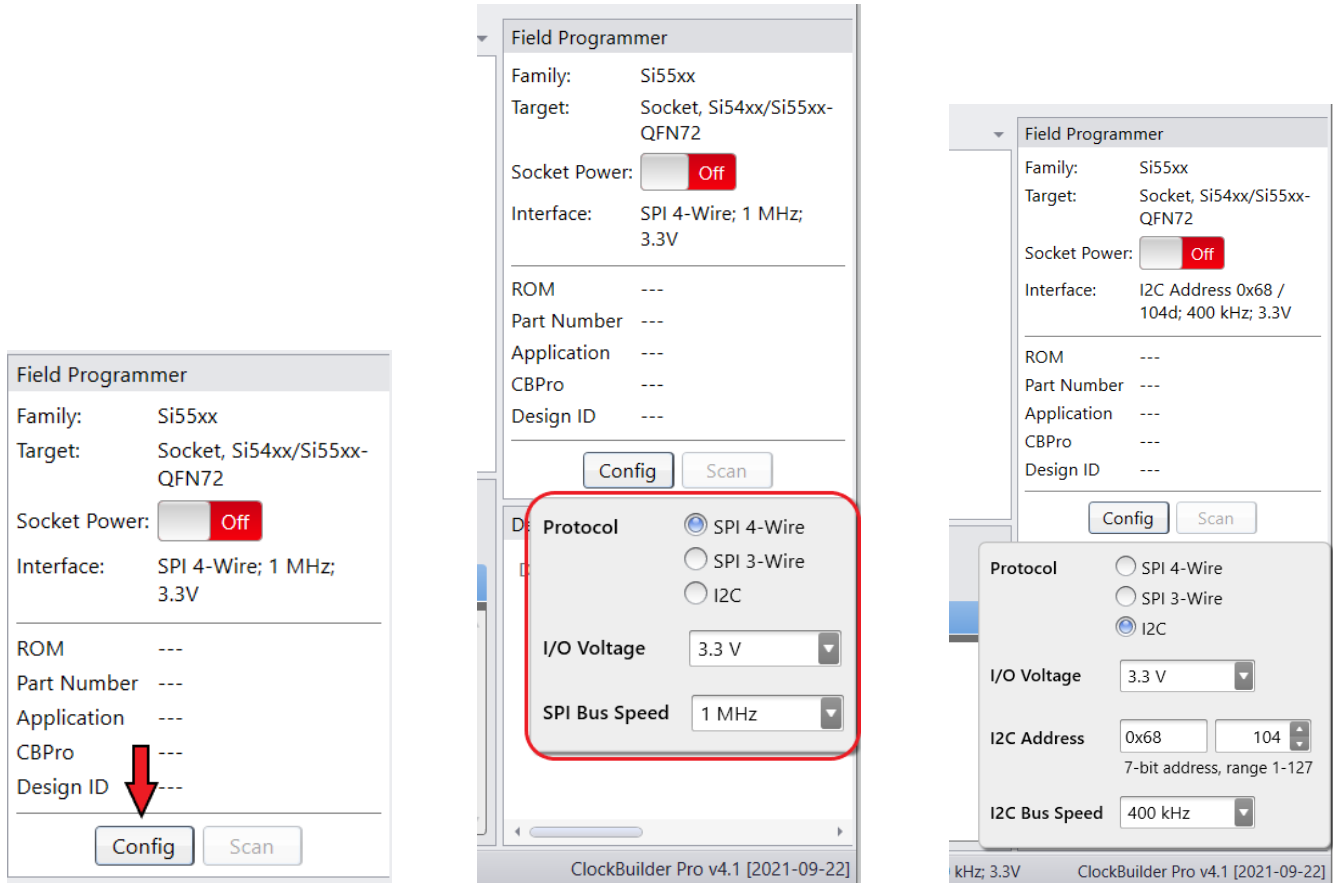 Field Programmer
Family: Si55xx
Target: Socket, Si54xx/Si55xx-
QFN72
Socket Power: Off
Interface: SPI 4-Wire; 1 MHz;
3.3V
ROM ---
Part Number ---
Application ---
CBPro ---
Design ID ---
Config Scan
Field Programmer
Family: Si55xx
Target: Socket, Si54xx/Si55xx-
QFN72
Socket Power: Off
Interface: SPI 4-Wire; 1 MHz;
3.3V
ROM ---
Part Number ---
Application ---
CBPro ---
Design ID ---
Config Scan
Protocol SPI 4-Wire
SPI 3-Wire
I2C
I/O Voltage 3.3 V
SPI Bus Speed 1 MHz
ClockBuilder Pro v4.1 [2021-09-22]
Field Programmer
Family: Si55xx
Target: Socket, Si54xx/Si55xx-
QFN72
Socket Power: Off
Interface: I2C Address 0x68 /
104d; 400 kHz; 3.3V
ROM ---
Part Number ---
Application ---
CBPro ---
Design ID ---
Config Scan
Protocol SPI 4-Wire
SPI 3-Wire
I2C
I/O Voltage 3.3 V
I2C Address 0x68 104
7-bit address, range 1-127
I2C Bus Speed 400 kHz
kHz; 3.3V ClockBuilder Pro v4.1 [2021-09-22]